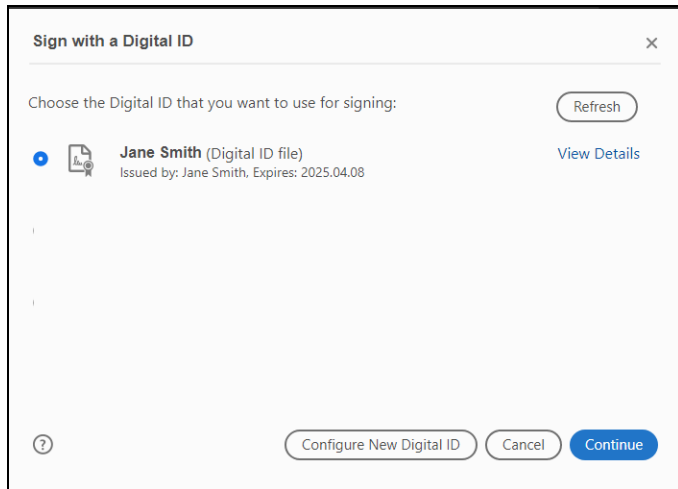 Sign with a Digital ID
Choose the Digital ID that you want to use for signing:
Refresh
Jane Smith (Digital ID file)
View Details
Issued by: Jane Smith, Expires: 2025.04.08
?
Configure New Digital ID
Cancel
Continue